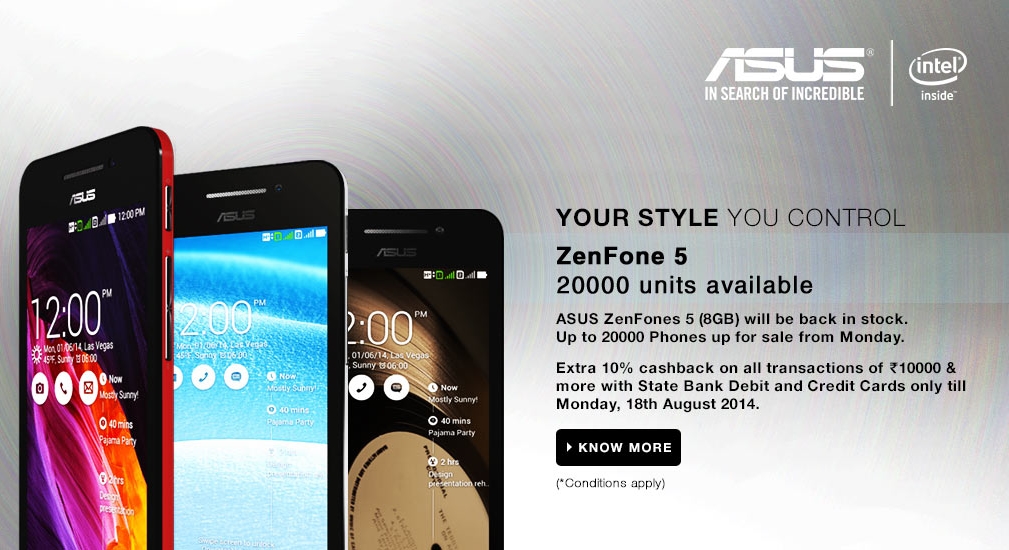 ASUS®
IN SEARCH OF INCREDIBLE
intel
inside™
YOUR STYLE YOU CONTROL
ZenFone 5
20000 units available
ASUS ZenFones 5 (8GB) will be back in stock.
Up to 20000 Phones up for sale from Monday.
Extra 10% cashback on all transactions of ₹10000 &
more with State Bank Debit and Credit Cards only till
Monday, 18th August 2014.
KNOW MORE
(*Conditions apply)
ASUS
12:00 PM
12:00 PM
Mon, 01/06/14, Las Vegas
45°F, Sunny 06:00
Now
Mostly Sunny!
40 mins
Pajama Party
2 hrs
Design
presentation
ASUS
12:00 PM
Mon, 01/06/14, Las Vegas
45°F, Sunny 06:00
Now
Mostly Sunny!
40 mins
Pajama Party
ASUS
2:00 PM
Mon, 01/06/14, Las Vegas
Sunny 06:00
Now
Mostly Sunny!
40 mins
Pajama Party
2 hrs
Design
presentation reh..